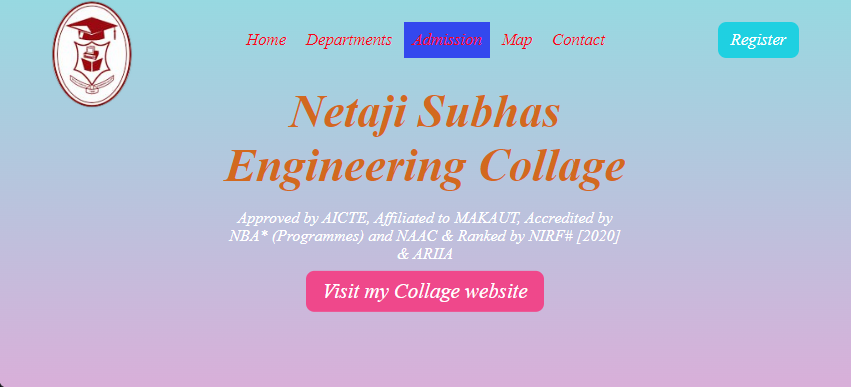 Home Departments Admission Map Contact Register
Netaji Subhas
Engineering Collage
Approved by AICTE, Affiliated to MAKAUT, Accredited by
NBA* (Programmes) and NAAC & Ranked by NIRF# [2020]
& ARIIA
Visit my Collage website